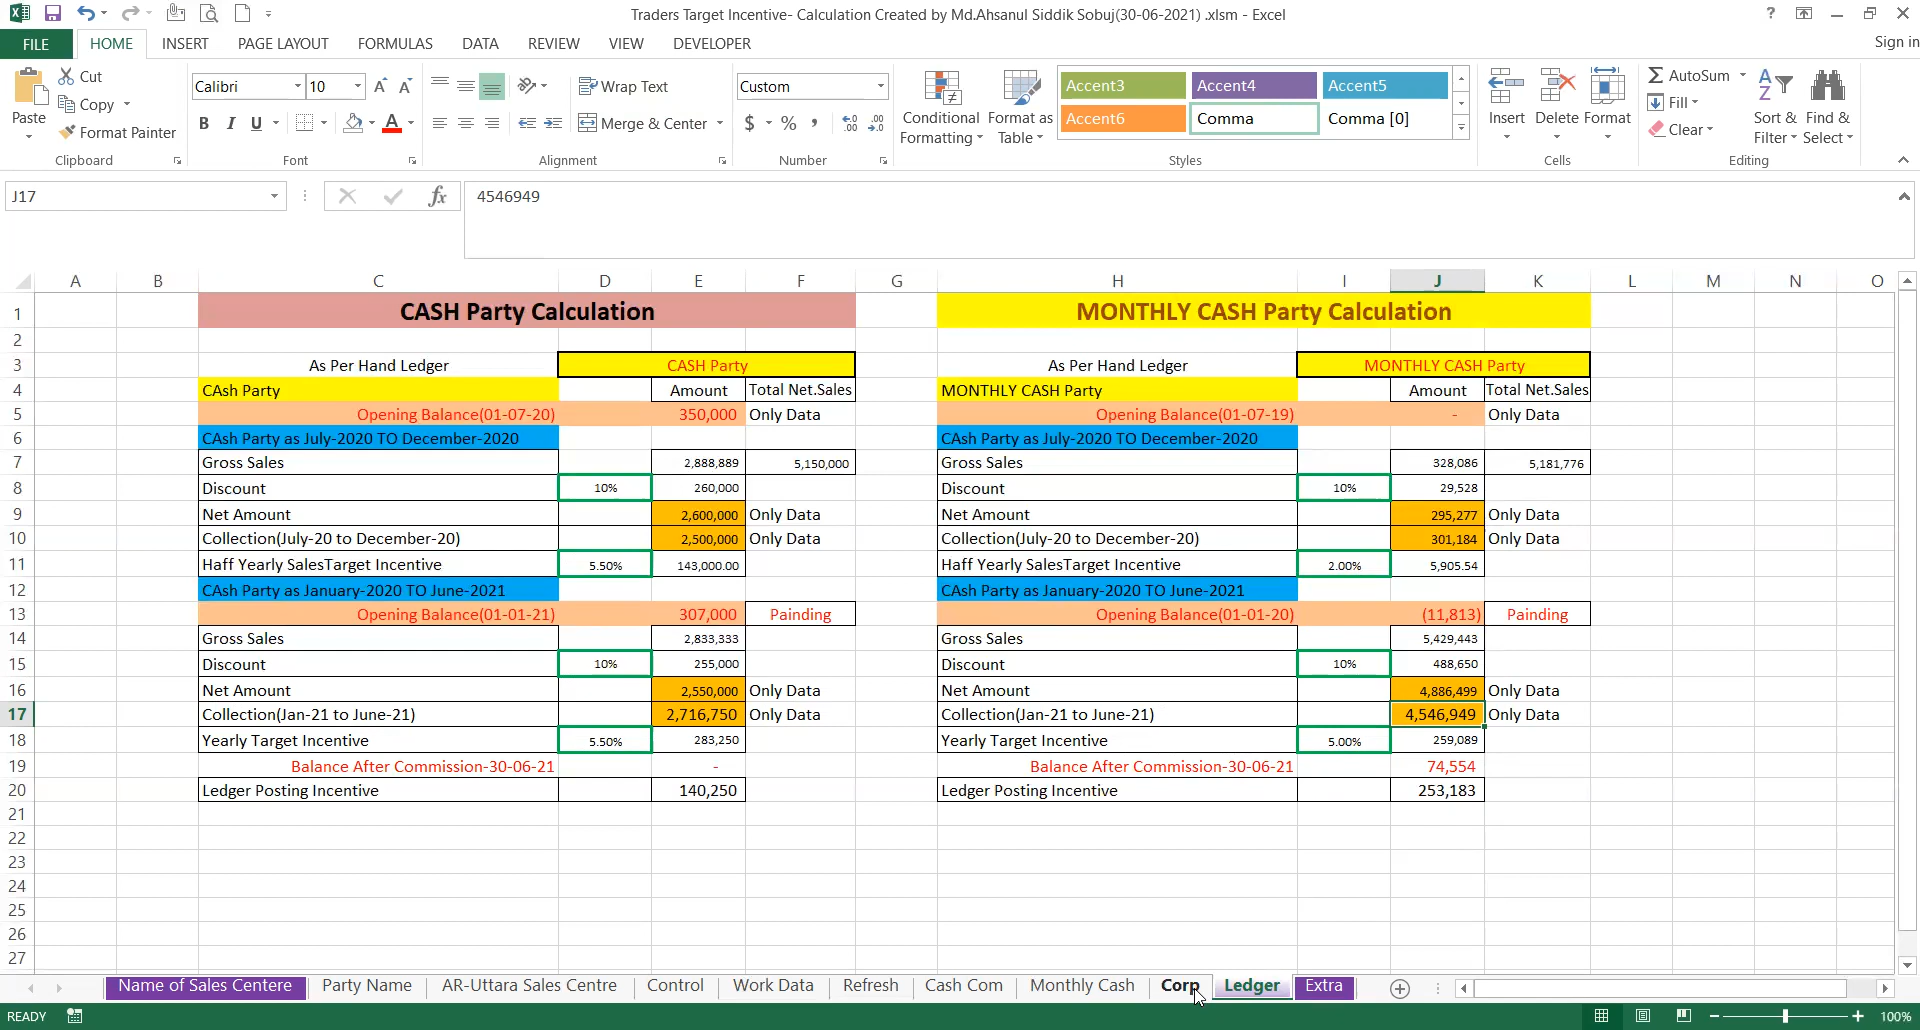 Traders Target Incentive- Calculation Created by Md.Ahsanul Siddik Sobuj(30-06-2021) .xlsm - Excel
FILE HOME INSERT PAGE LAYOUT FORMULAS DATA REVIEW VIEW DEVELOPER Sign in
Paste Cut Copy Format Painter Clipboard
Calibri 10 B I U A Font
Wrap Text Merge & Center Alignment
Custom $ % , Number
Conditional Formatting Format as Table
Accent3 Accent4 Accent5
Accent6 Comma Comma [0]
Styles
Insert Delete Format Cells
AutoSum Fill Clear Sort & Filter Find & Select Editing
J17 fx 4546949
A B C D E F G H I J K L M N O
1 CASH Party Calculation MONTHLY CASH Party Calculation
2
3 As Per Hand Ledger CASH Party As Per Hand Ledger MONTHLY CASH Party
4 CAsh Party Amount Total Net.Sales MONTHLY CASH Party Amount Total Net.Sales
5 Opening Balance(01-07-20) 350,000 Only Data Opening Balance(01-07-19) - Only Data
6 CAsh Party as July-2020 TO December-2020 CAsh Party as July-2020 TO December-2020
7 Gross Sales 2,888,889 5,150,000 Gross Sales 328,086 5,181,776
8 Discount 10% 260,000 Discount 10% 29,528
9 Net Amount 2,600,000 Only Data Net Amount 295,277 Only Data
10 Collection(July-20 to December-20) 2,500,000 Only Data Collection(July-20 to December-20) 301,184 Only Data
11 Haff Yearly SalesTarget Incentive 5.50% 143,000.00 Haff Yearly SalesTarget Incentive 2.00% 5,905.54
12 CAsh Party as January-2020 TO June-2021 CAsh Party as January-2020 TO June-2021
13 Opening Balance(01-01-21) 307,000 Painding Opening Balance(01-01-20) (11,813) Painding
14 Gross Sales 2,833,333 Gross Sales 5,429,443
15 Discount 10% 255,000 Discount 10% 488,650
16 Net Amount 2,550,000 Only Data Net Amount 4,886,499 Only Data
17 Collection(Jan-21 to June-21) 2,716,750 Only Data Collection(Jan-21 to June-21) 4,546,949 Only Data
18 Yearly Target Incentive 5.50% 283,250 Yearly Target Incentive 5.00% 259,089
19 Balance After Commission-30-06-21 - Balance After Commission-30-06-21 74,554
20 Ledger Posting Incentive 140,250 Ledger Posting Incentive 253,183
21
22
23
24
25
26
27
Name of Sales Centere Party Name AR-Uttara Sales Centre Control Work Data Refresh Cash Com Monthly Cash Corp Ledger Extra
READY 100%